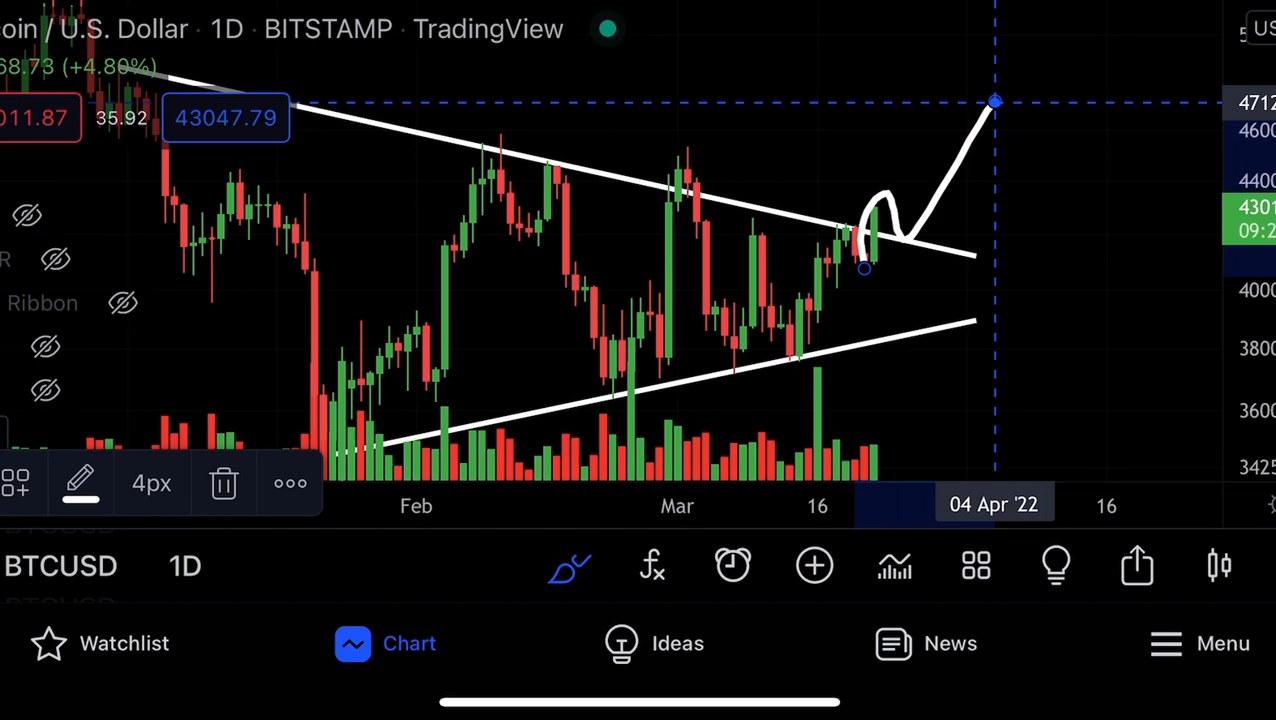 coin / U.S. Dollar · 1D · BITSTAMP · TradingView
US
68.73 (+4.80%)
011.87 35.92 43047.79
4712
4600
4400
4301
09:2
R
Ribbon
4000
3800
3600
3425
4px
Feb Mar 16 04 Apr '22 16
BTCUSD 1D
Watchlist Chart Ideas News Menu